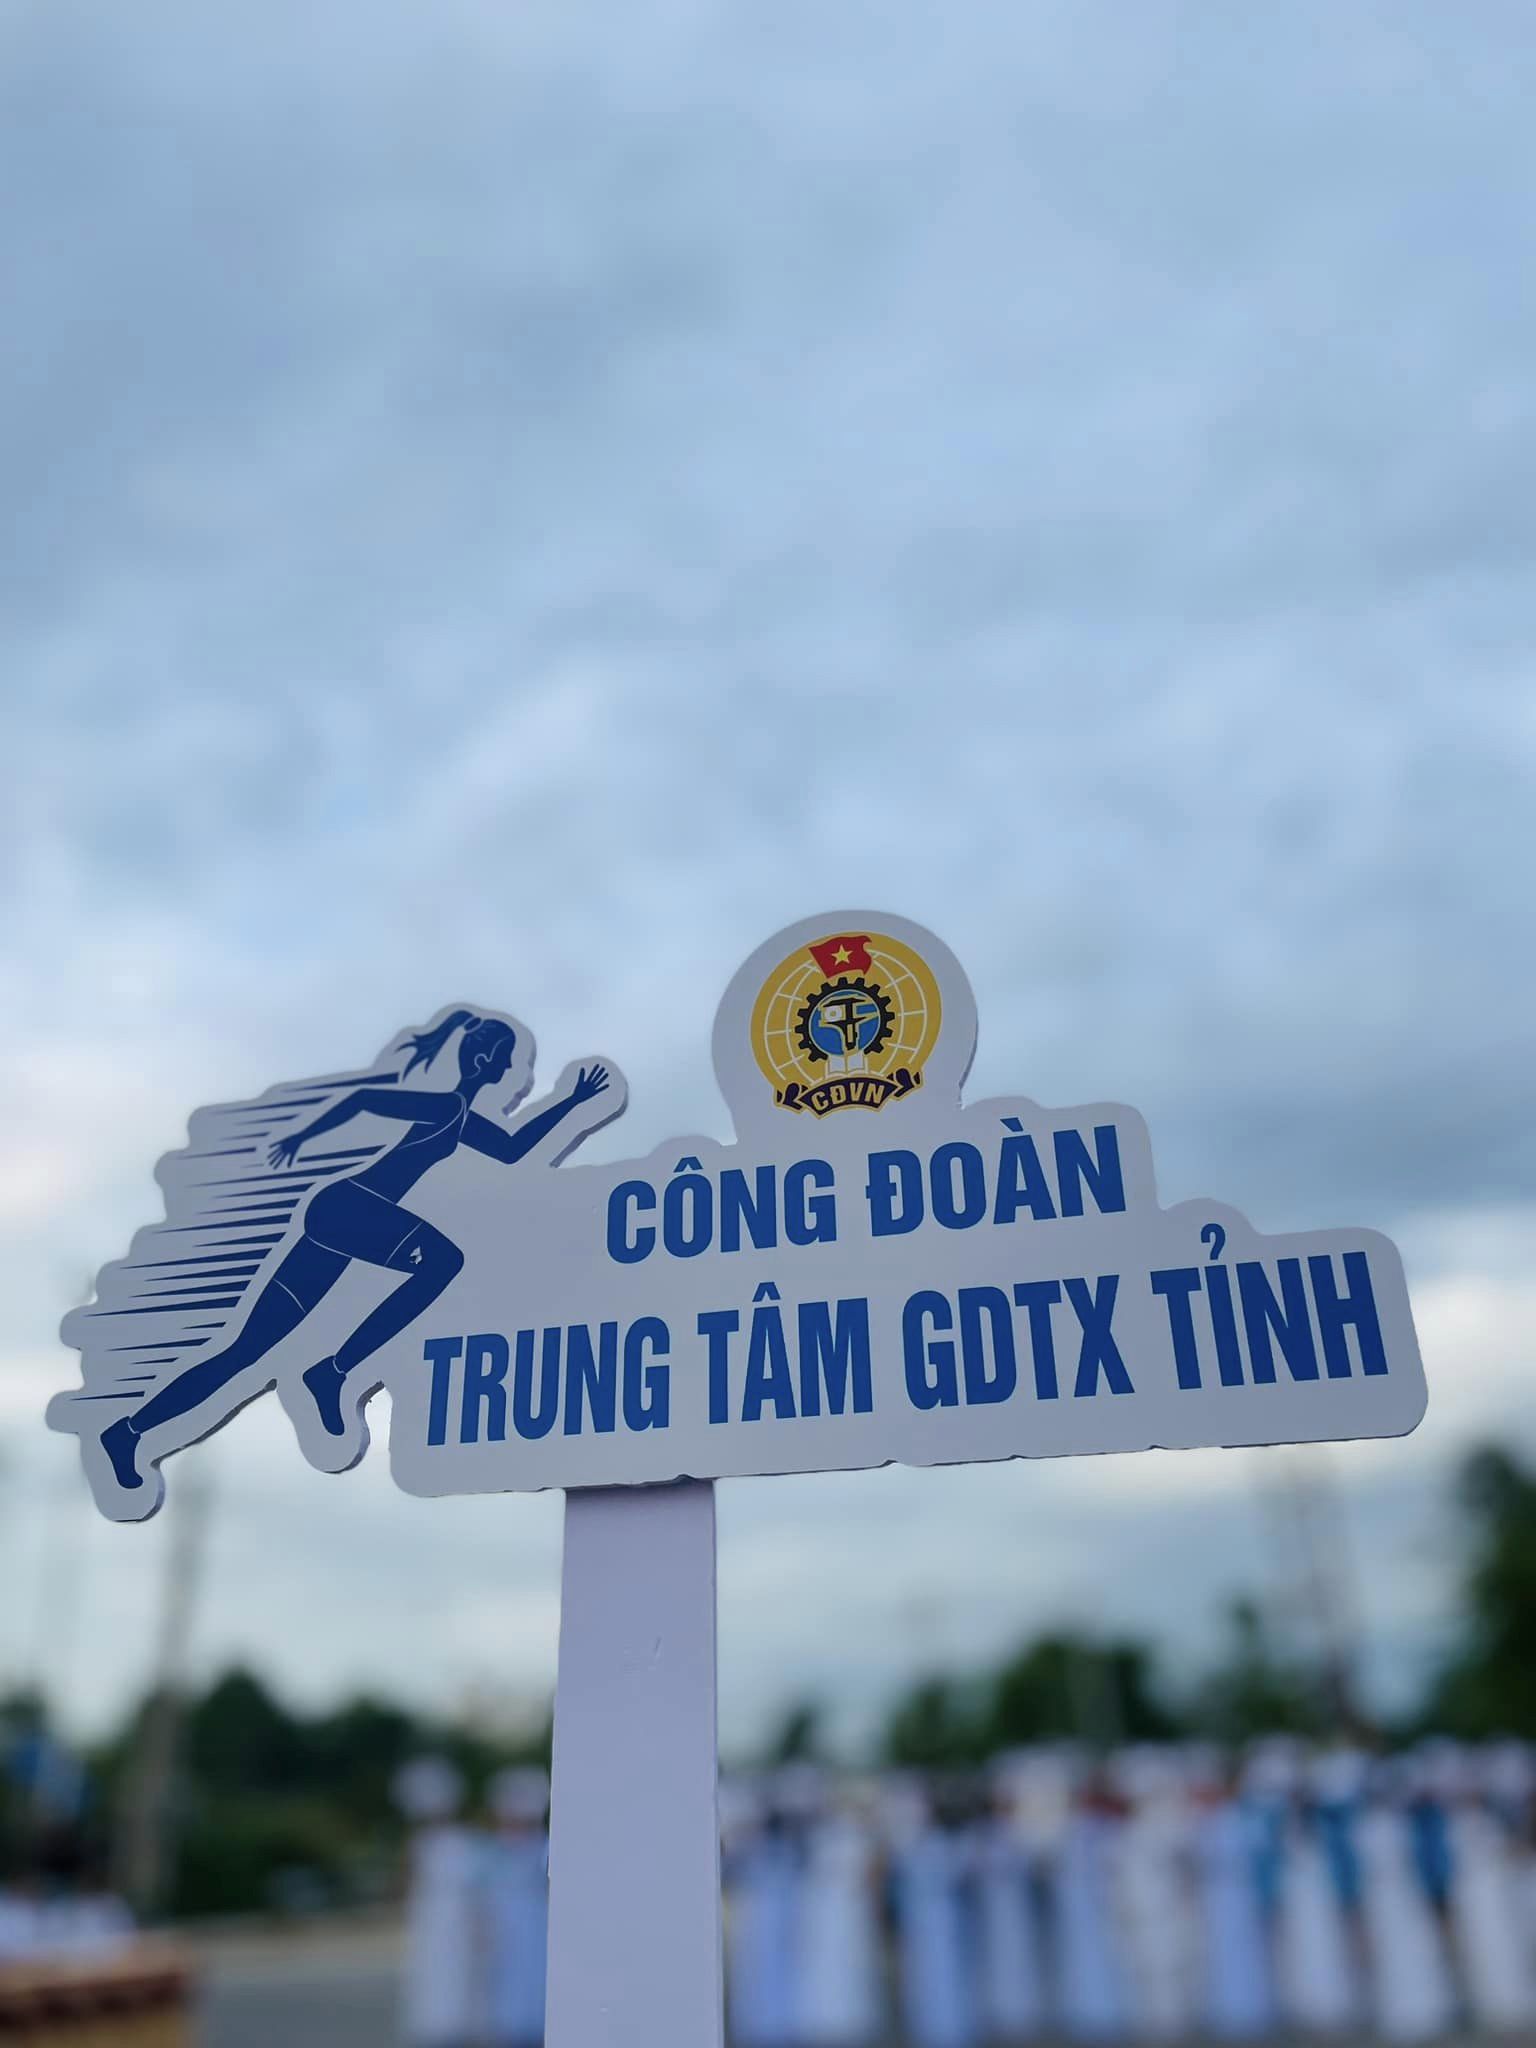 CĐVN
CÔNG ĐOÀN
TRUNG TÂM GDTX TỈNH